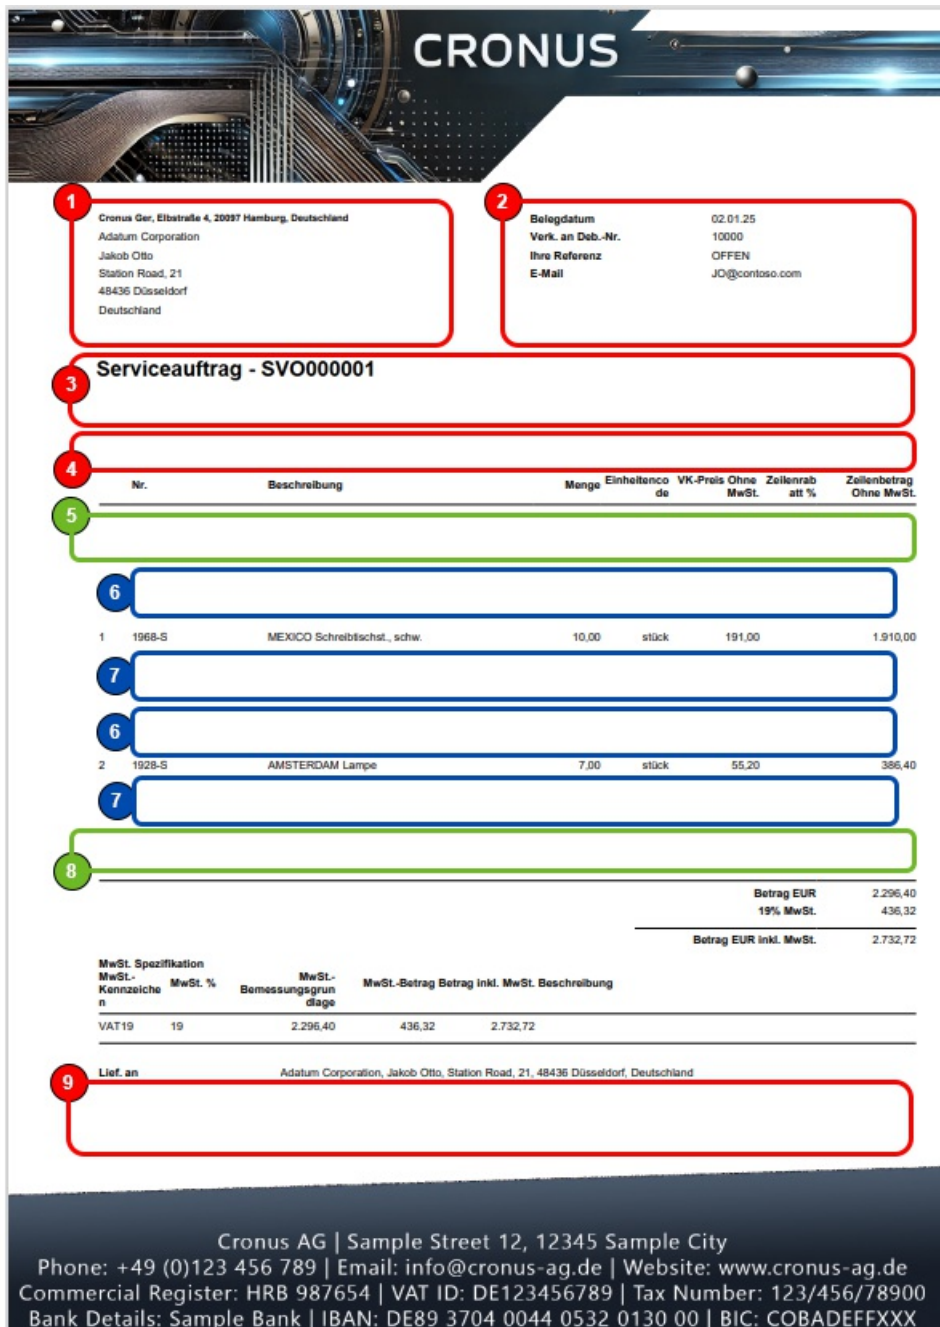 CRONUS
1
Cronus Ger, Elbstraße 4, 20097 Hamburg, Deutschland
Adatum Corporation
Jakob Otto
Station Road, 21
48436 Düsseldorf
Deutschland
2
Belegdatum 02.01.25
Verk. an Deb.-Nr. 10000
Ihre Referenz OFFEN
E-Mail JO@contoso.com
3
Serviceauftrag - SVO000001
4
Nr. Beschreibung Menge Einheitenco VK-Preis Ohne Zeilenrab Zeilenbetrag
de MwSt. att % Ohne MwSt.
5
6
1 1968-S MEXICO Schreibtischst., schw. 10,00 stück 191,00 1.910,00
7
6
2 1928-S AMSTERDAM Lampe 7,00 stück 55,20 386,40
7
8
Betrag EUR 2.296,40
19% MwSt. 436,32
Betrag EUR inkl. MwSt. 2.732,72
MwSt. Spezifikation
MwSt.- MwSt. % MwSt.- MwSt.-Betrag Betrag inkl. MwSt. Beschreibung
Kennzeiche Bemessungsgrun
n dlage
VAT19 19 2.296,40 436,32 2.732,72
9
Lief. an Adatum Corporation, Jakob Otto, Station Road, 21, 48436 Düsseldorf, Deutschland
Cronus AG | Sample Street 12, 12345 Sample City
Phone: +49 (0)123 456 789 | Email: info@cronus-ag.de | Website: www.cronus-ag.de
Commercial Register: HRB 987654 | VAT ID: DE123456789 | Tax Number: 123/456/78900
Bank Details: Sample Bank | IBAN: DE89 3704 0044 0532 0130 00 | BIC: COBADEFFXXX